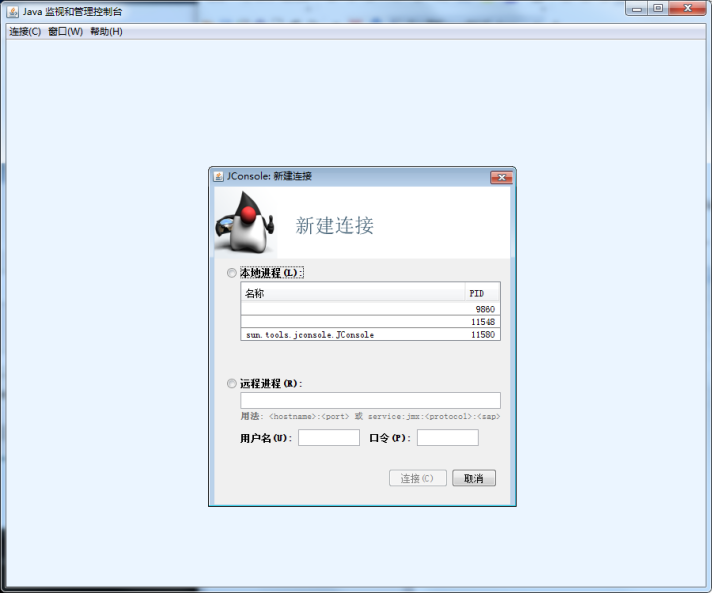 Java 监视和管理控制台
连接(C) 窗口(W) 帮助(H)
JConsole: 新建连接
新建连接
本地进程(L):
名称 PID
9860
11548
sun.tools.jconsole.JConsole 11580
远程进程(R):
用法: <hostname>:<port> 或 service:jmx:<protocol>:<sap>
用户名(U): 口令(P):
连接(C) 取消